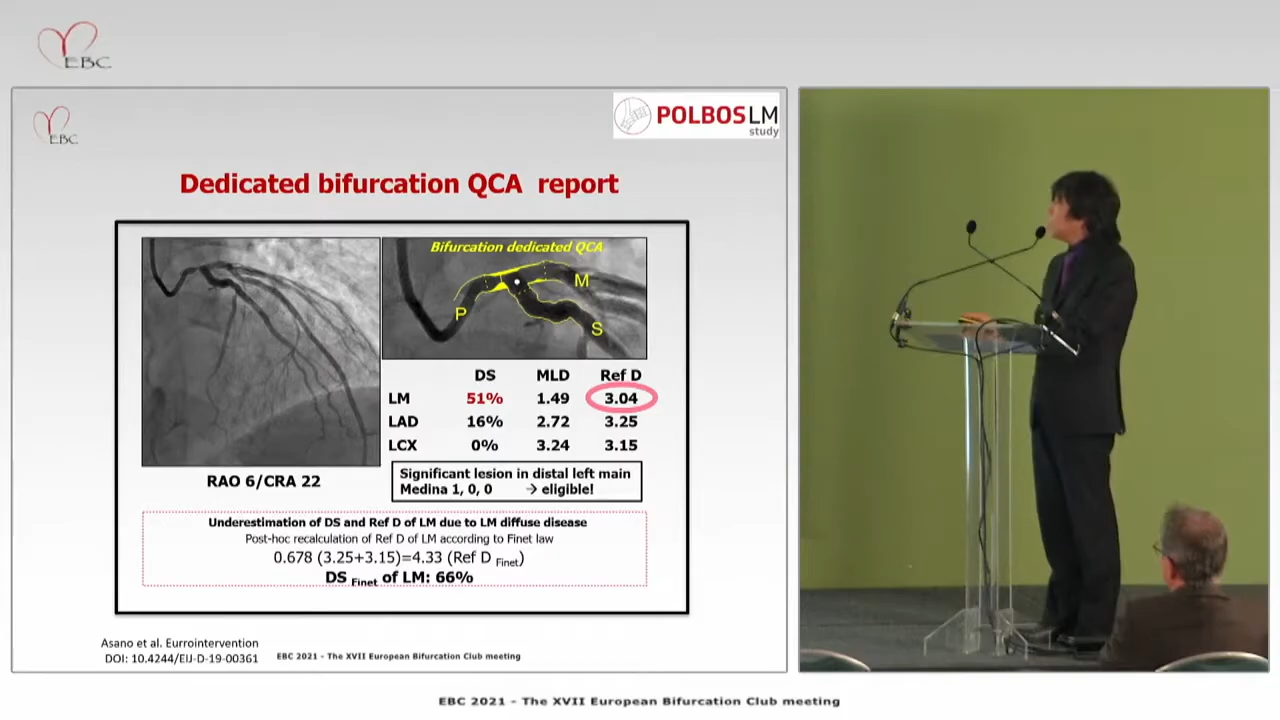 EBC
EBC
POLBOS LM
study
Dedicated bifurcation QCA report
Bifurcation dedicated QCA
M
P
S
DS MLD Ref D
LM 51% 1.49 3.04
LAD 16% 2.72 3.25
LCX 0% 3.24 3.15
RAO 6/CRA 22
Significant lesion in distal left main
Medina 1, 0, 0 → eligible!
Underestimation of DS and Ref D of LM due to LM diffuse disease
Post-hoc recalculation of Ref D of LM according to Finet law
0.678 (3.25+3.15)=4.33 (Ref D Finet)
DS Finet of LM: 66%
Asano et al. Eurrointervention
DOI: 10.4244/EIJ-D-19-00361
EBC 2021 - The XVII European Bifurcation Club meeting
EBC 2021 - The XVII European Bifurcation Club meeting